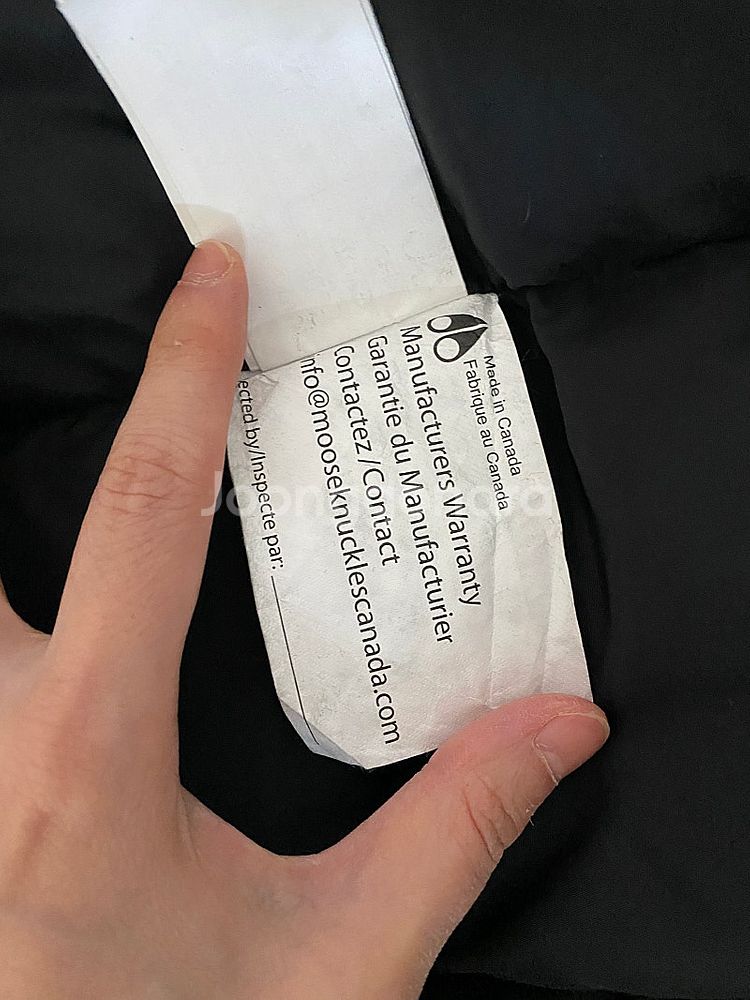 Made in Canada
Fabrique au Canada
Manufacturers Warranty
Garantie du Manufacturier
Contactez / Contact
info@mooseknucklescanada.com
ected by/Inspecte par: